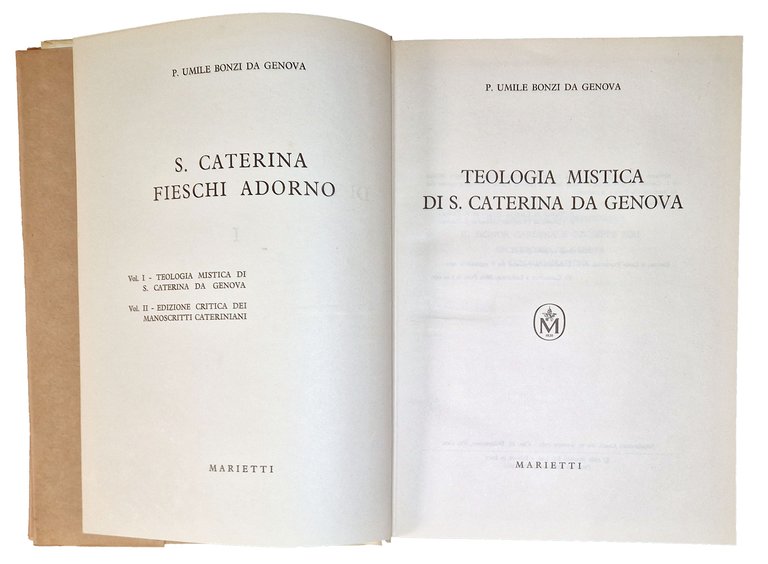 P. UMILE BONZI DA GENOVA
S. CATERINA
FIESCHI ADORNO
Vol. I - TEOLOGIA MISTICA DI
S. CATERINA DA GENOVA
Vol. II - EDIZIONE CRITICA DEI
MANOSCRITTI CATERINIANI
MARIETTI
P. UMILE BONZI DA GENOVA
TEOLOGIA MISTICA
DI S. CATERINA DA GENOVA
M
MARIETTI